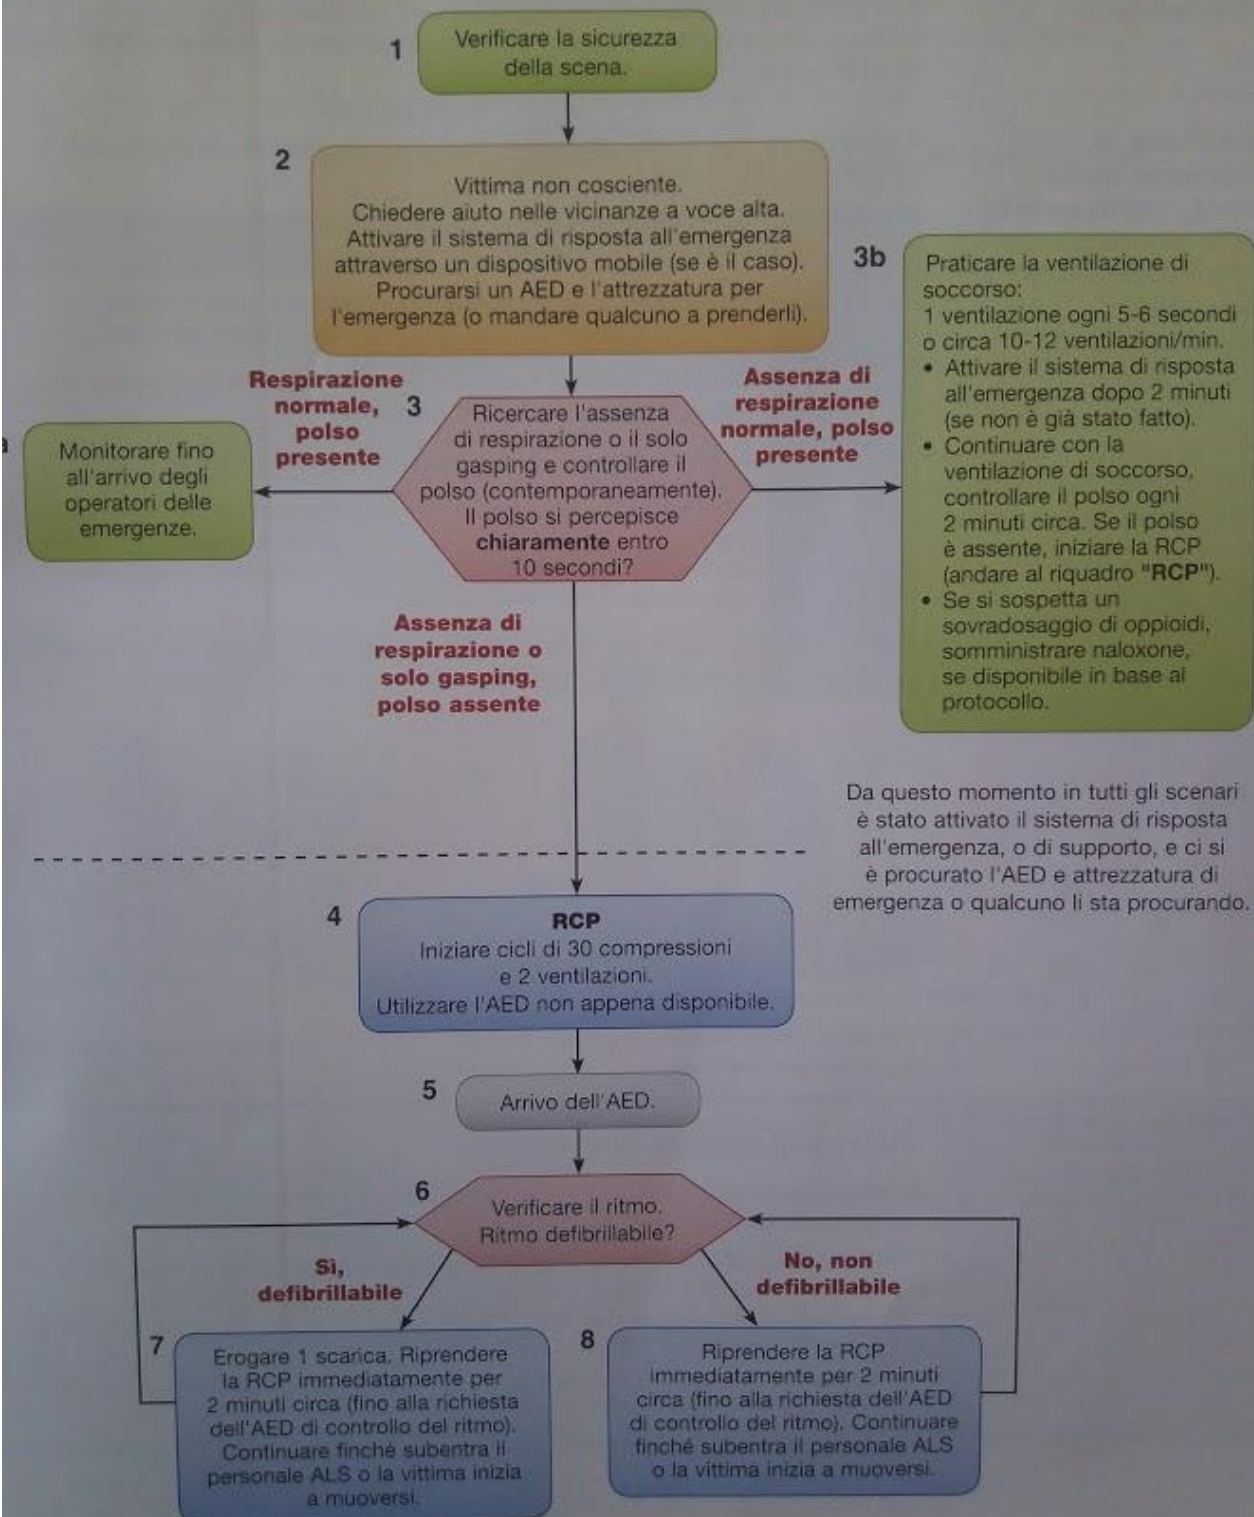 1
Verificare la sicurezza
della scena.
2
Vittima non cosciente.
Chiedere aiuto nelle vicinanze a voce alta.
Attivare il sistema di risposta all'emergenza
attraverso un dispositivo mobile (se è il caso).
Procurarsi un AED e l'attrezzatura per
l'emergenza (o mandare qualcuno a prenderli).
Respirazione
normale,
polso
presente
3
Ricercare l'assenza
di respirazione o il solo
gasping e controllare il
polso (contemporaneamente).
Il polso si percepisce
chiaramente entro
10 secondi?
Assenza di
respirazione
normale, polso
presente
Monitorare fino
all'arrivo degli
operatori delle
emergenze.
3b
Praticare la ventilazione di
soccorso:
1 ventilazione ogni 5-6 secondi
o circa 10-12 ventilazioni/min.
• Attivare il sistema di risposta
all'emergenza dopo 2 minuti
(se non è già stato fatto).
• Continuare con la
ventilazione di soccorso,
controllare il polso ogni
2 minuti circa. Se il polso
è assente, iniziare la RCP
(andare al riquadro "RCP").
• Se si sospetta un
sovradosaggio di oppioidi,
somministrare naloxone,
se disponibile in base al
protocollo.
Assenza di
respirazione o
solo gasping,
polso assente
Da questo momento in tutti gli scenari
è stato attivato il sistema di risposta
all'emergenza, o di supporto, e ci si
è procurato l'AED e attrezzatura di
emergenza o qualcuno li sta procurando.
4
RCP
Iniziare cicli di 30 compressioni
e 2 ventilazioni.
Utilizzare l'AED non appena disponibile.
5
Arrivo dell'AED.
6
Verificare il ritmo.
Ritmo defibrillabile?
Sì,
defibrillabile
No, non
defibrillabile
7
Erogare 1 scarica. Riprendere
la RCP immediatamente per
2 minuti circa (fino alla richiesta
dell'AED di controllo del ritmo).
Continuare finché subentra il
personale ALS o la vittima inizia
a muoversi.
8
Riprendere la RCP
immediatamente per 2 minuti
circa (fino alla richiesta dell'AED
di controllo del ritmo). Continuare
finché subentra il personale ALS
o la vittima inizia a muoversi.